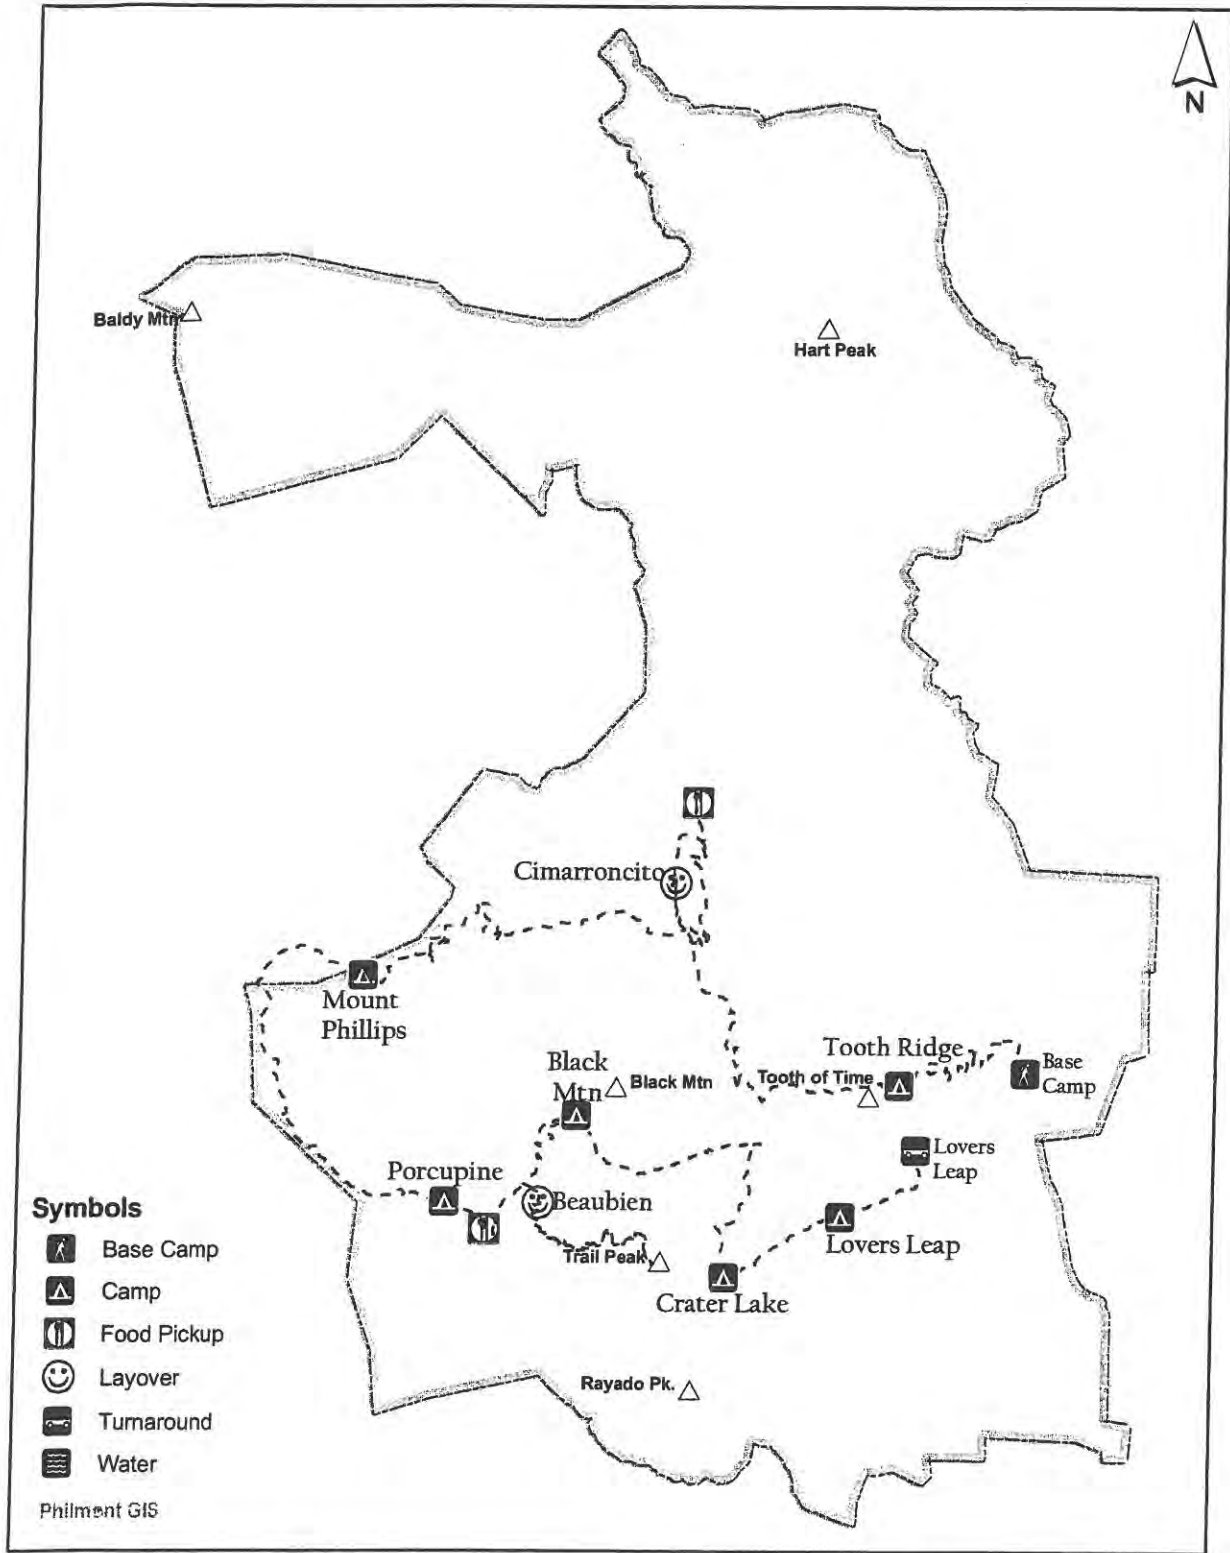 N
Baldy Mtn
Hart Peak
Cimarroncito
Mount
Phillips
Tooth Ridge
Base
Camp
Black
Mtn
Black Mtn
Tooth of Time
Lovers
Leap
Porcupine
Beaubien
Lovers Leap
Trail Peak
Crater Lake
Rayado Pk.
Symbols
Base Camp
Camp
Food Pickup
Layover
Turnaround
Water
Philmont GIS